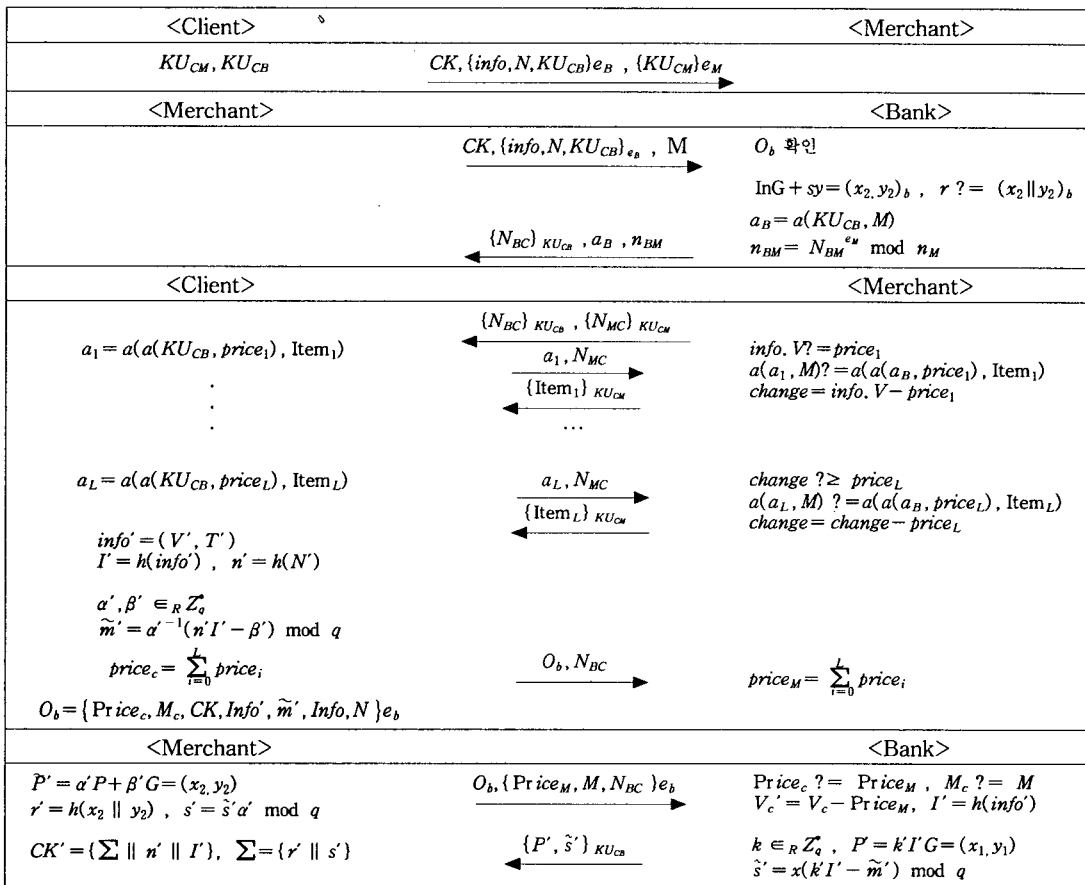 <Client> <Merchant>
KU_CM, KU_CB CK, {info, N, KU_CB}e_B , {KU_CM}e_M
<Merchant> <Bank>
CK, {info, N, KU_CB}_{e_B} , M O_b 확인
InG + sy = (x_2, y_2)_b , r ?= (x_2 || y_2)_b
a_B = a(KU_CB, M)
{N_BC}_{KU_CB} , a_B , n_BM n_BM = N_BM^{e_M} mod n_M
<Client> <Merchant>
{N_BC}_{KU_CB} , {N_MC}_{KU_CM}
a_1 = a(a(KU_CB, price_1), Item_1) a_1, N_MC info. V ?= price_1
a(a_1, M) ?= a(a(a_B, price_1), Item_1)
{Item_1}_{KU_CM} change = info. V − price_1
. . ...
a_L = a(a(KU_CB, price_L), Item_L) a_L, N_MC change ?≥ price_L
a(a_L, M) ?= a(a(a_B, price_L), Item_L)
{Item_L}_{KU_CM} change = change − price_L
info′ = (V′, T′)
I′ = h(info′) , n′ = h(N′)
α′, β′ ∈_R Z_q^*
m̃′ = α′^{-1}(n′I′ − β′) mod q
price_c = ∑_{i=0}^{L} price_i O_b, N_BC price_M = ∑_{i=0}^{L} price_i
O_b = {Price_c, M_c, CK, Info′, m̃′, Info, N}e_b
<Merchant> <Bank>
P̂′ = α′P + β′G = (x_2, y_2) O_b, {Price_M, M, N_BC}e_b Price_c ?= Price_M , M_c ?= M
r′ = h(x_2 || y_2) , s′ = ŝ′α′ mod q V_c′ = V_c − Price_M, I′ = h(info′)
CK′ = {∑ || n′ || I′}, ∑ = {r′ || s′} {P′, s̃′}_{KU_CB} k ∈_R Z_q^* , P′ = k′I′G = (x_1, y_1)
s̃′ = x(k′I′ − m̃′) mod q